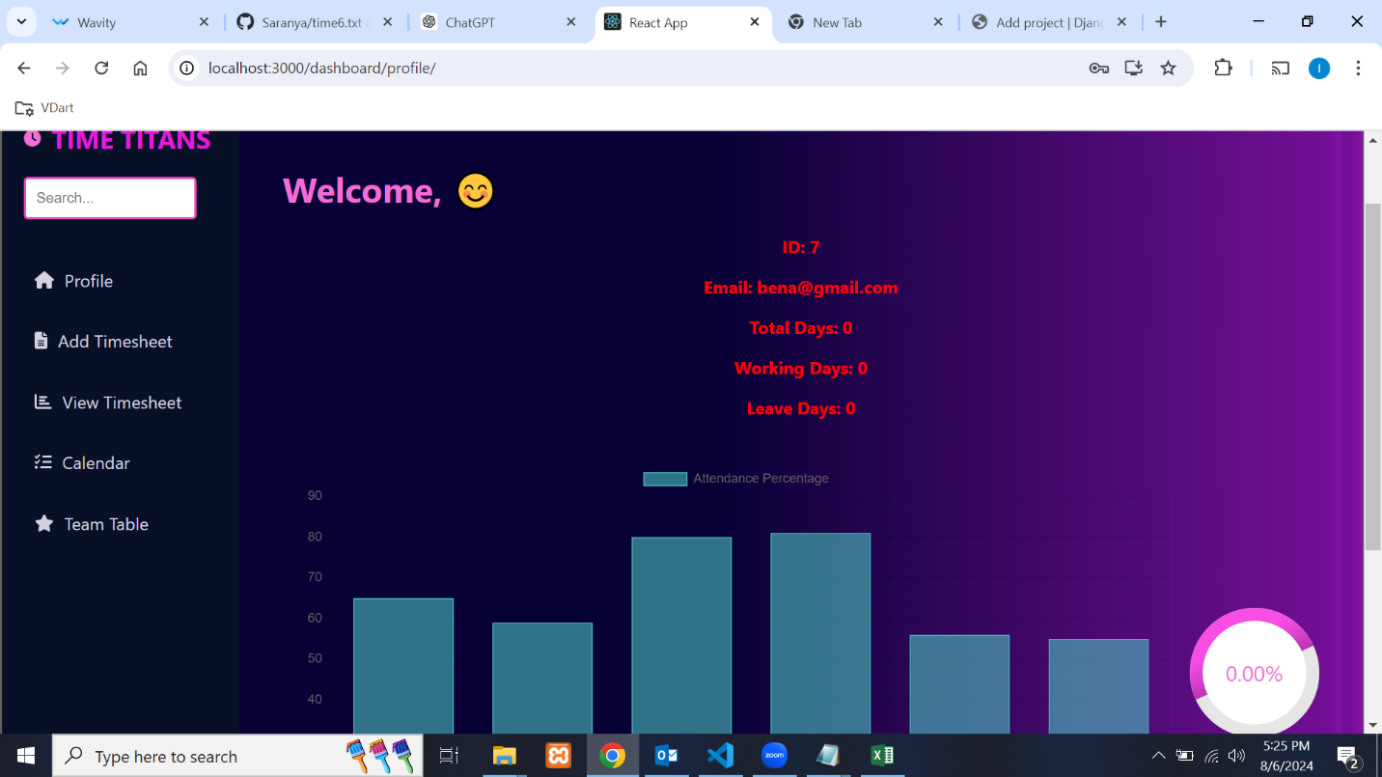 Wavity
Saranya/time6.txt a
ChatGPT
React App
New Tab
Add project | Djang
localhost:3000/dashboard/profile/
I
VDart
TIME TITANS
Search...
Profile
Add Timesheet
View Timesheet
Calendar
Team Table
Welcome, 😊
ID: 7
Email: bena@gmail.com
Total Days: 0
Working Days: 0
Leave Days: 0
Attendance Percentage
90
80
70
60
50
40
0.00%
Type here to search
zoom
5:25 PM
8/6/2024
2